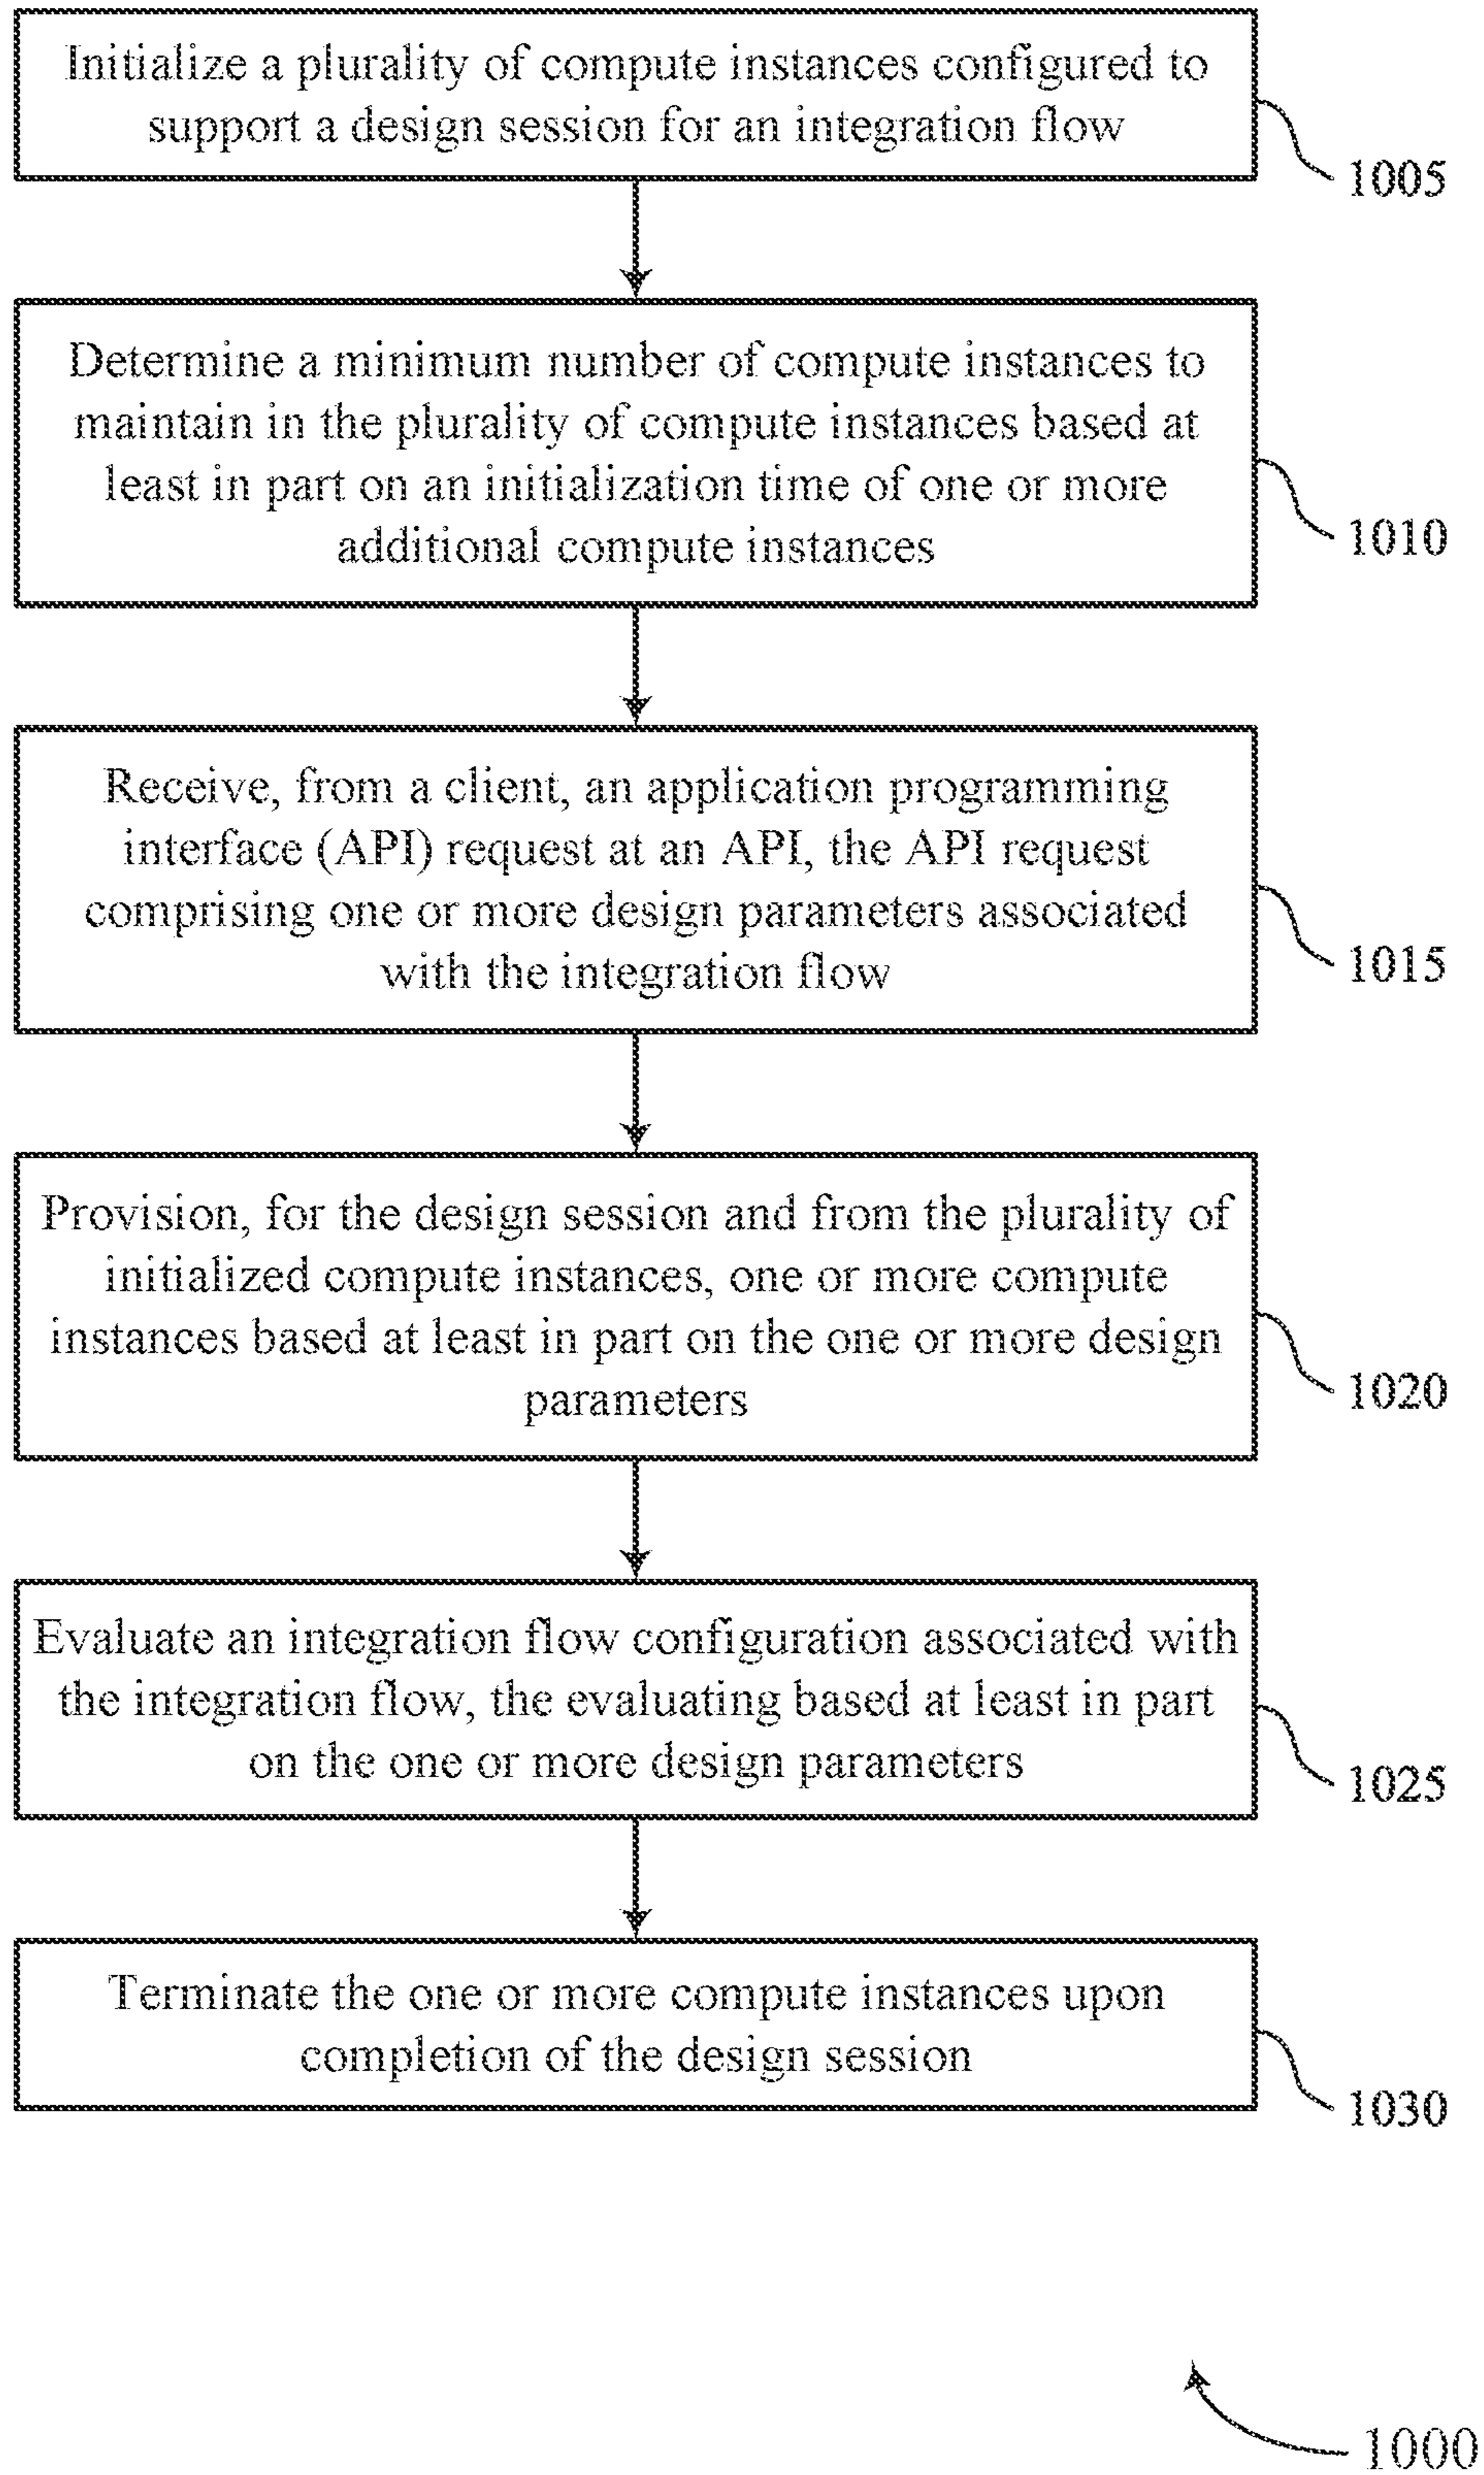 Initialize a plurality of compute instances configured to
support a design session for an integration flow
1005
Determine a minimum number of compute instances to
maintain in the plurality of compute instances based at
least in part on an initialization time of one or more
additional compute instances
1010
Receive, from a client, an application programming
interface (API) request at an API, the API request
comprising one or more design parameters associated
with the integration flow
1015
Provision, for the design session and from the plurality of
initialized compute instances, one or more compute
instances based at least in part on the one or more design
parameters
1020
Evaluate an integration flow configuration associated with
the integration flow, the evaluating based at least in part
on the one or more design parameters
1025
Terminate the one or more compute instances upon
completion of the design session
1030
1000